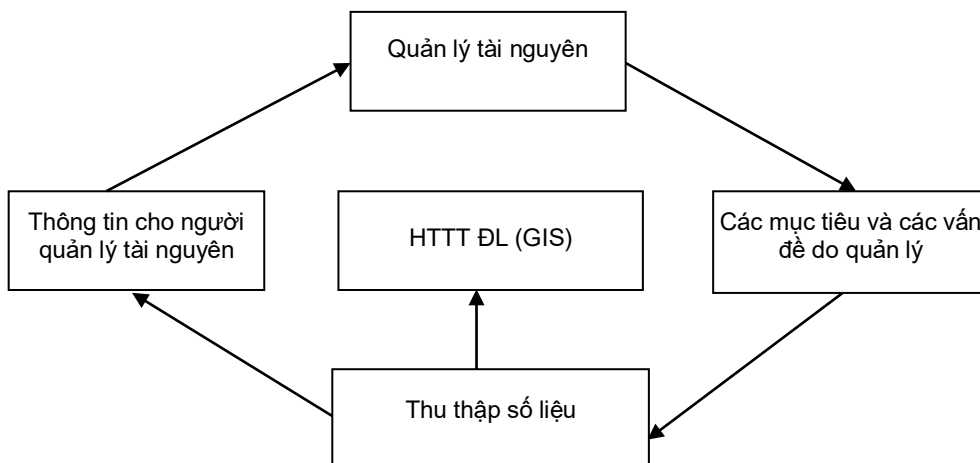 Quản lý tài nguyên
Thông tin cho người
quản lý tài nguyên
HTTT ĐL (GIS)
Các mục tiêu và các vấn
đề do quản lý
Thu thập số liệu